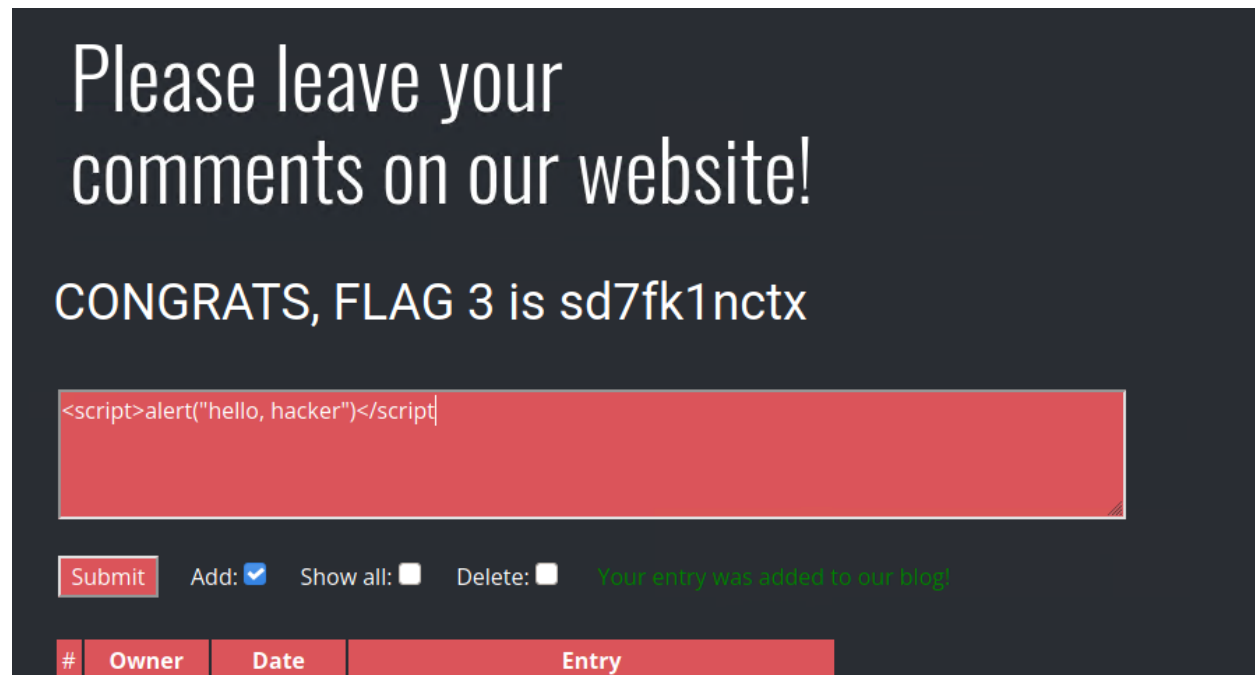 Please leave your
comments on our website!
CONGRATS, FLAG 3 is sd7fk1nctx
<script>alert("hello, hacker")</script
Submit Add: Show all: Delete: Your entry was added to our blog!
# Owner Date Entry